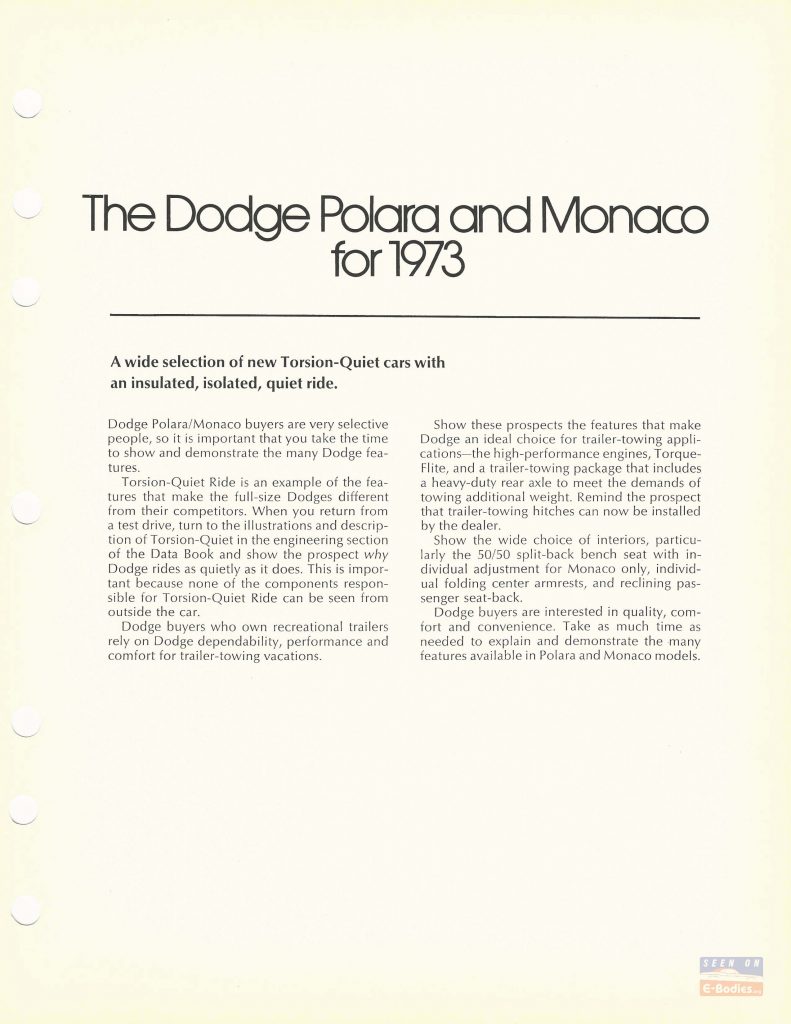 The Dodge Polara and Monaco
for 1973
A wide selection of new Torsion-Quiet cars with
an insulated, isolated, quiet ride.
Dodge Polara/Monaco buyers are very selective
people, so it is important that you take the time
to show and demonstrate the many Dodge fea-
tures.
Torsion-Quiet Ride is an example of the fea-
tures that make the full-size Dodges different
from their competitors. When you return from
a test drive, turn to the illustrations and descrip-
tion of Torsion-Quiet in the engineering section
of the Data Book and show the prospect why
Dodge rides as quietly as it does. This is impor-
tant because none of the components respon-
sible for Torsion-Quiet Ride can be seen from
outside the car.
Dodge buyers who own recreational trailers
rely on Dodge dependability, performance and
comfort for trailer-towing vacations.
Show these prospects the features that make
Dodge an ideal choice for trailer-towing appli-
cations—the high-performance engines, Torque-
Flite, and a trailer-towing package that includes
a heavy-duty rear axle to meet the demands of
towing additional weight. Remind the prospect
that trailer-towing hitches can now be installed
by the dealer.
Show the wide choice of interiors, particu-
larly the 50/50 split-back bench seat with in-
dividual adjustment for Monaco only, individ-
ual folding center armrests, and reclining pas-
senger seat-back.
Dodge buyers are interested in quality, com-
fort and convenience. Take as much time as
needed to explain and demonstrate the many
features available in Polara and Monaco models.
SEEN ON
E-Bodies.org